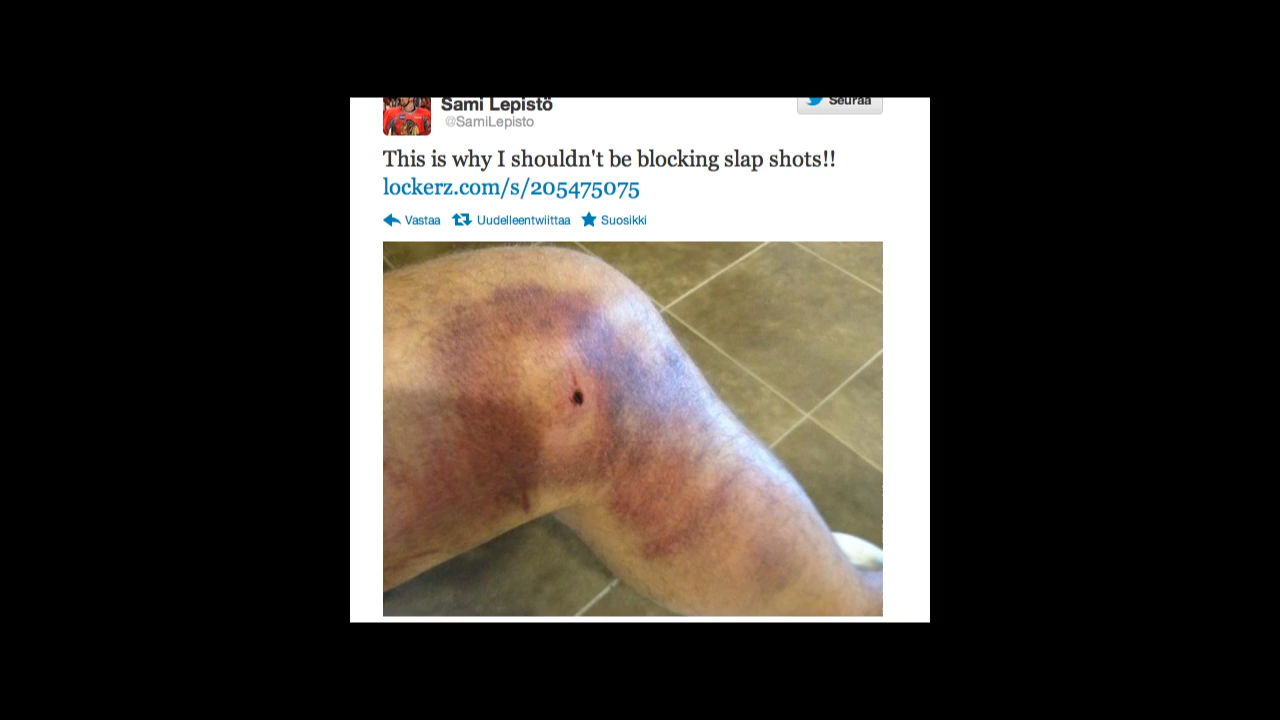 Sami Lepistö
@SamiLepisto
Seuraa
This is why I shouldn't be blocking slap shots!!
lockerz.com/s/205475075
Vastaa Uudelleentwiittaa Suosikki